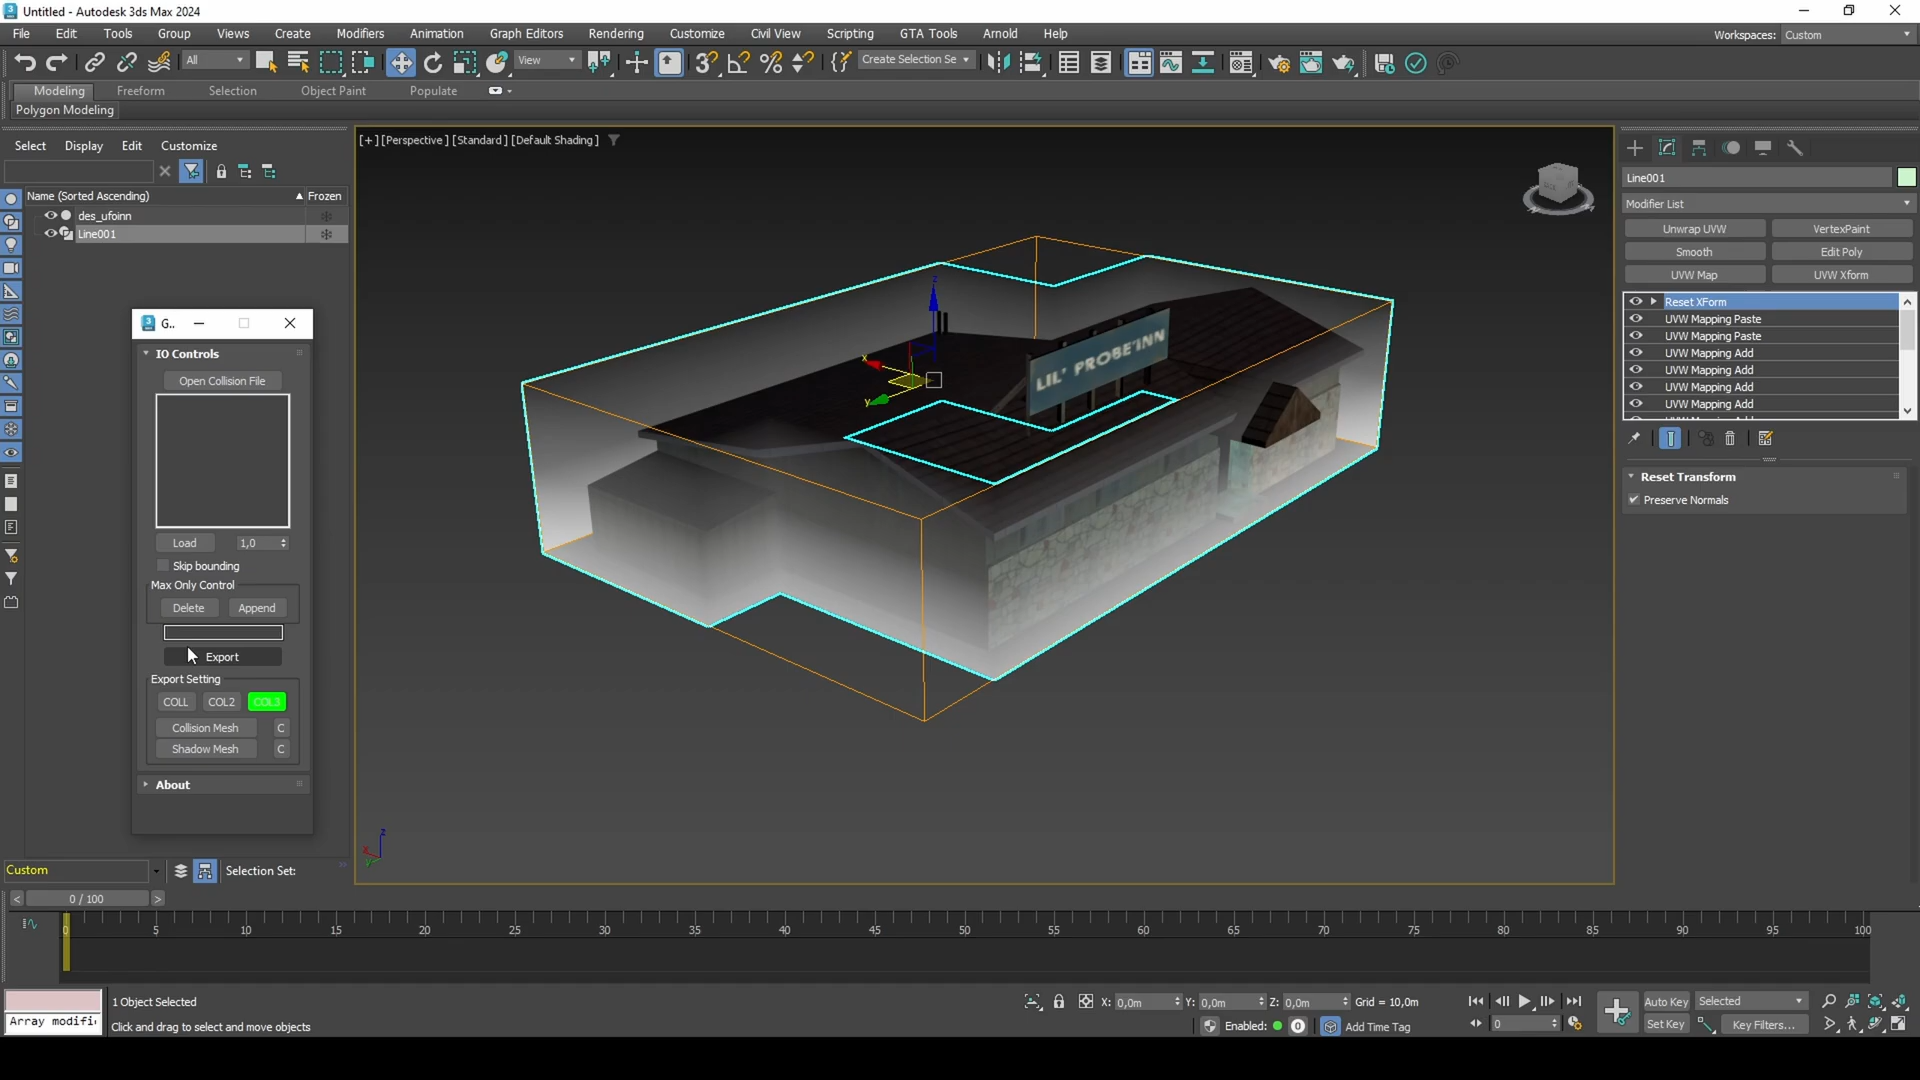 Untitled - Autodesk 3ds Max 2024
File Edit Tools Group Views Create Modifiers Animation Graph Editors Rendering Customize Civil View Scripting GTA Tools Arnold Help
Workspaces: Custom
All View Create Selection Se
Modeling Freeform Selection Object Paint Populate
Polygon Modeling
Select Display Edit Customize
Name (Sorted Ascending) Frozen
des_ufoinn
Line001
G..
IO Controls
Open Collision File
Load 1,0
Skip bounding
Max Only Control
Delete Append
Export
Export Setting
COLL COL2 COL3
Collision Mesh C
Shadow Mesh C
About
[+] [Perspective] [Standard] [Default Shading]
LIL' PROBE'INN
x
y
z
Line001
Modifier List
Unwrap UVW VertexPaint
Smooth Edit Poly
UVW Map UVW Xform
Reset XForm
UVW Mapping Paste
UVW Mapping Paste
UVW Mapping Add
UVW Mapping Add
UVW Mapping Add
UVW Mapping Add
Reset Transform
Preserve Normals
Custom Selection Set:
< 0 / 100 >
0 5 10 15 20 25 30 35 40 45 50 55 60 65 70 75 80 85 90 95 100
1 Object Selected
X: 0,0m Y: 0,0m Z: 0,0m Grid = 10,0m
Auto Key Selected
Array modifi
Click and drag to select and move objects
Enabled: 0 Add Time Tag
0 Set Key Key Filters...